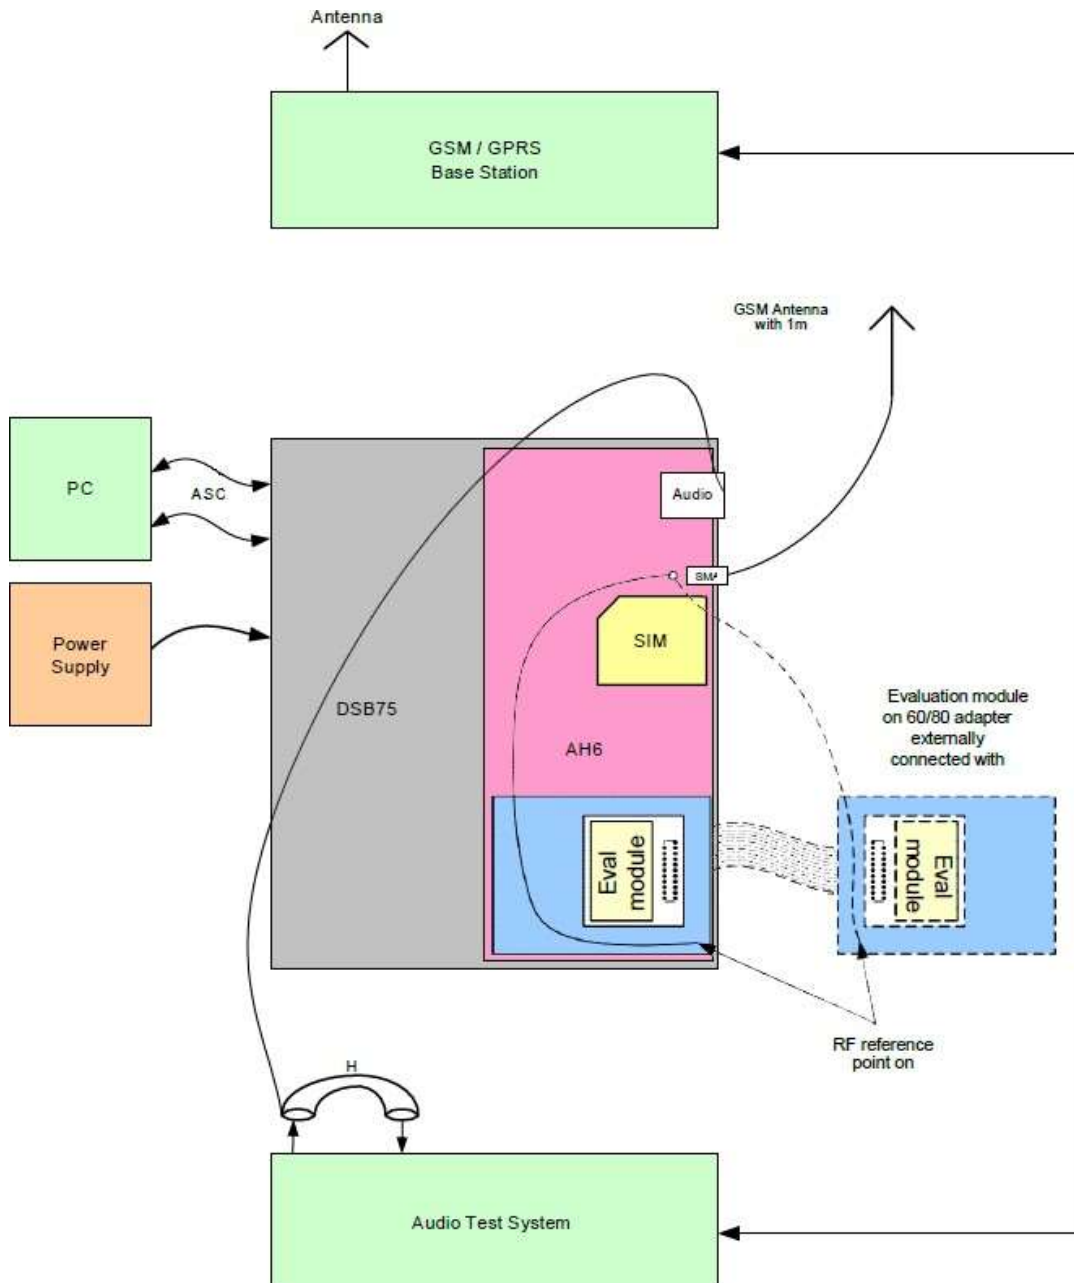 Antenna
GSM / GPRS
Base Station
GSM Antenna
with 1m
PC
ASC
Audio
SIM
Power
Supply
DSB75
AH6
Evaluation module
on 60/80 adapter
externally
connected with
Eval
module
Eval
module
RF reference
point on
H
Audio Test System